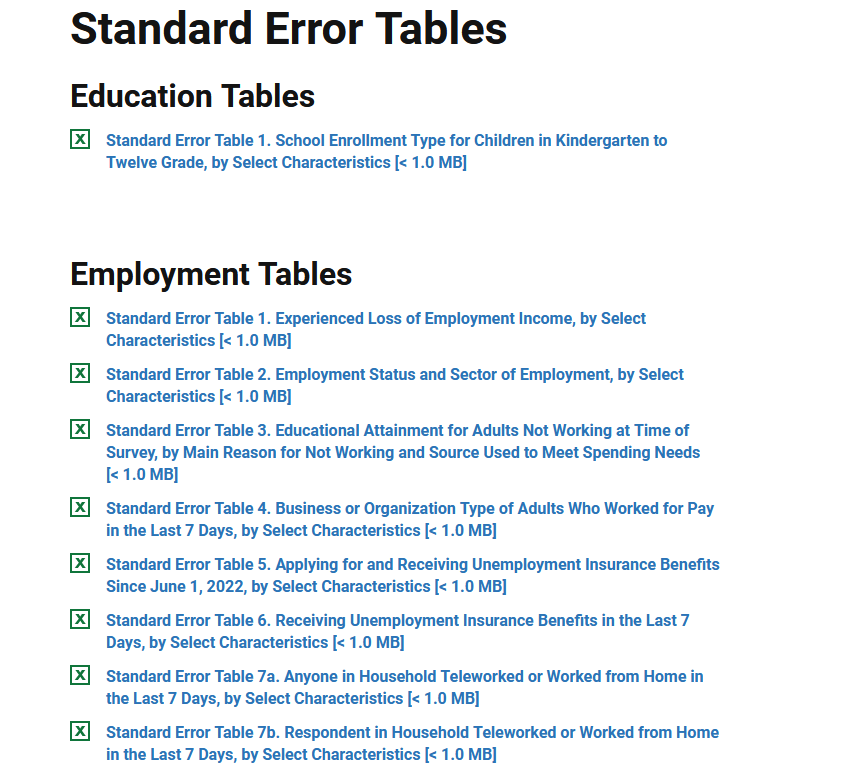 Standard Error Tables
Education Tables
Standard Error Table 1. School Enrollment Type for Children in Kindergarten to
Twelve Grade, by Select Characteristics [< 1.0 MB]
Employment Tables
Standard Error Table 1. Experienced Loss of Employment Income, by Select
Characteristics [< 1.0 MB]
Standard Error Table 2. Employment Status and Sector of Employment, by Select
Characteristics [< 1.0 MB]
Standard Error Table 3. Educational Attainment for Adults Not Working at Time of
Survey, by Main Reason for Not Working and Source Used to Meet Spending Needs
[< 1.0 MB]
Standard Error Table 4. Business or Organization Type of Adults Who Worked for Pay
in the Last 7 Days, by Select Characteristics [< 1.0 MB]
Standard Error Table 5. Applying for and Receiving Unemployment Insurance Benefits
Since June 1, 2022, by Select Characteristics [< 1.0 MB]
Standard Error Table 6. Receiving Unemployment Insurance Benefits in the Last 7
Days, by Select Characteristics [< 1.0 MB]
Standard Error Table 7a. Anyone in Household Teleworked or Worked from Home in
the Last 7 Days, by Select Characteristics [< 1.0 MB]
Standard Error Table 7b. Respondent in Household Teleworked or Worked from Home
in the Last 7 Days, by Select Characteristics [< 1.0 MB]